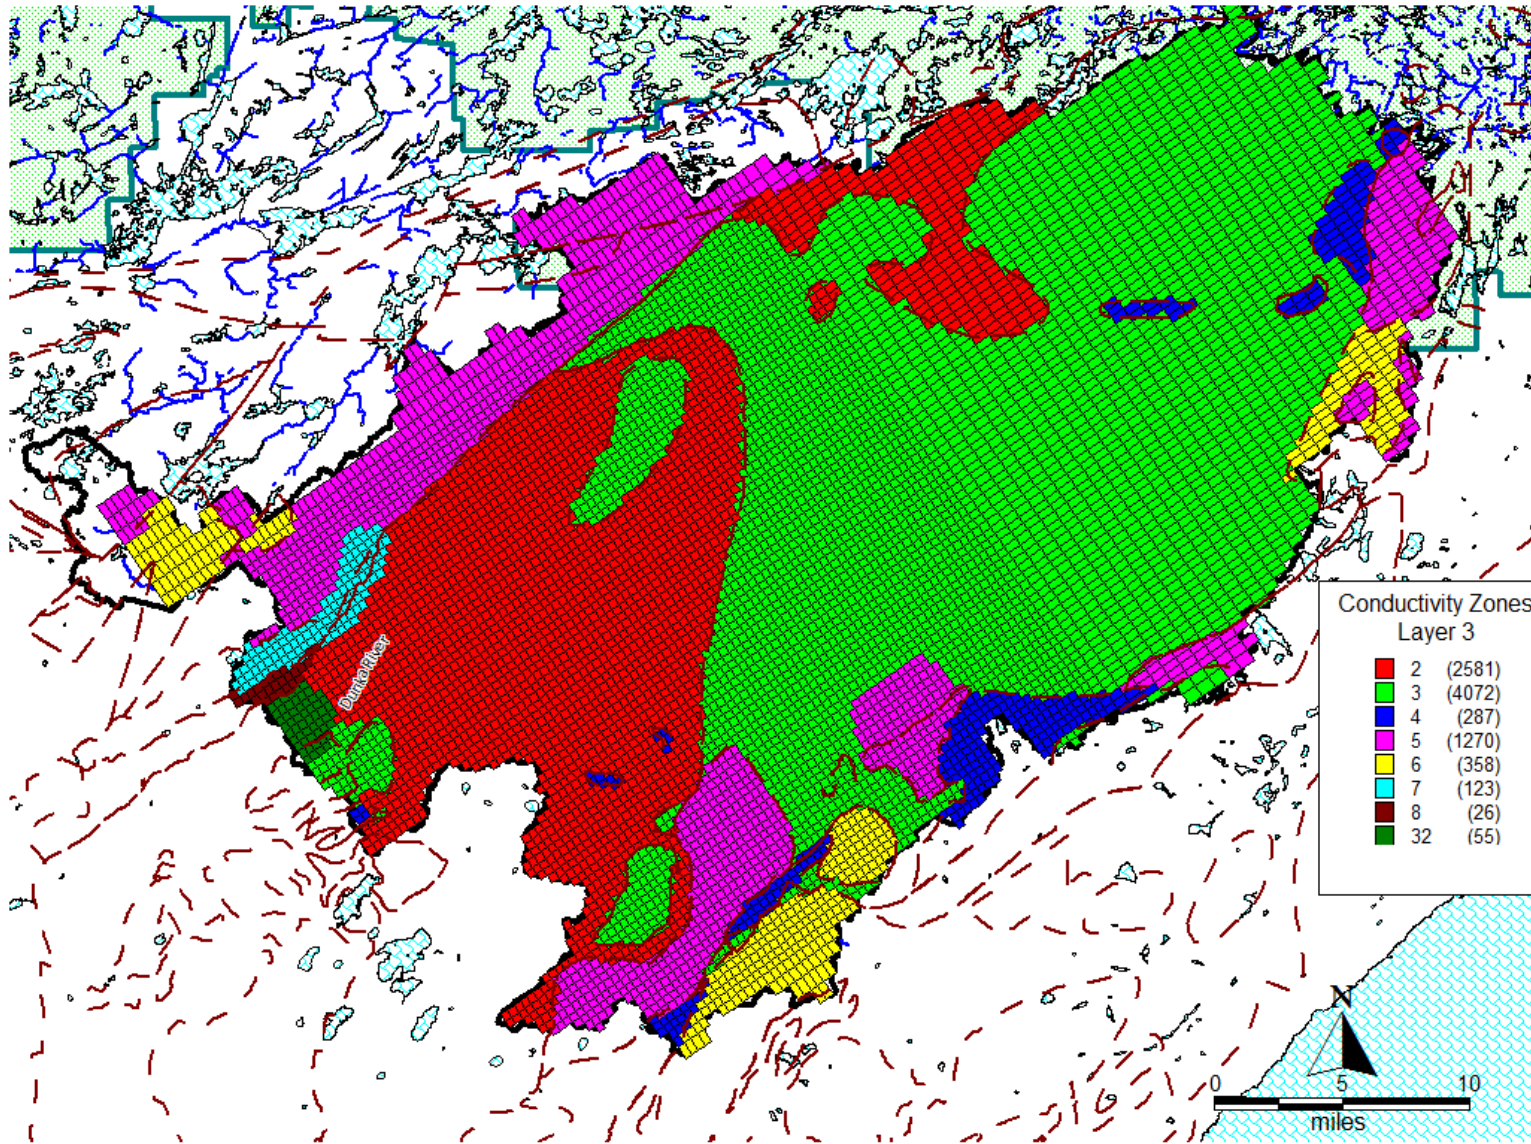 Dunka River
Conductivity Zones
Layer 3
2 (2581)
3 (4072)
4 (287)
5 (1270)
6 (358)
7 (123)
8 (26)
32 (55)
N
0 5 10
miles